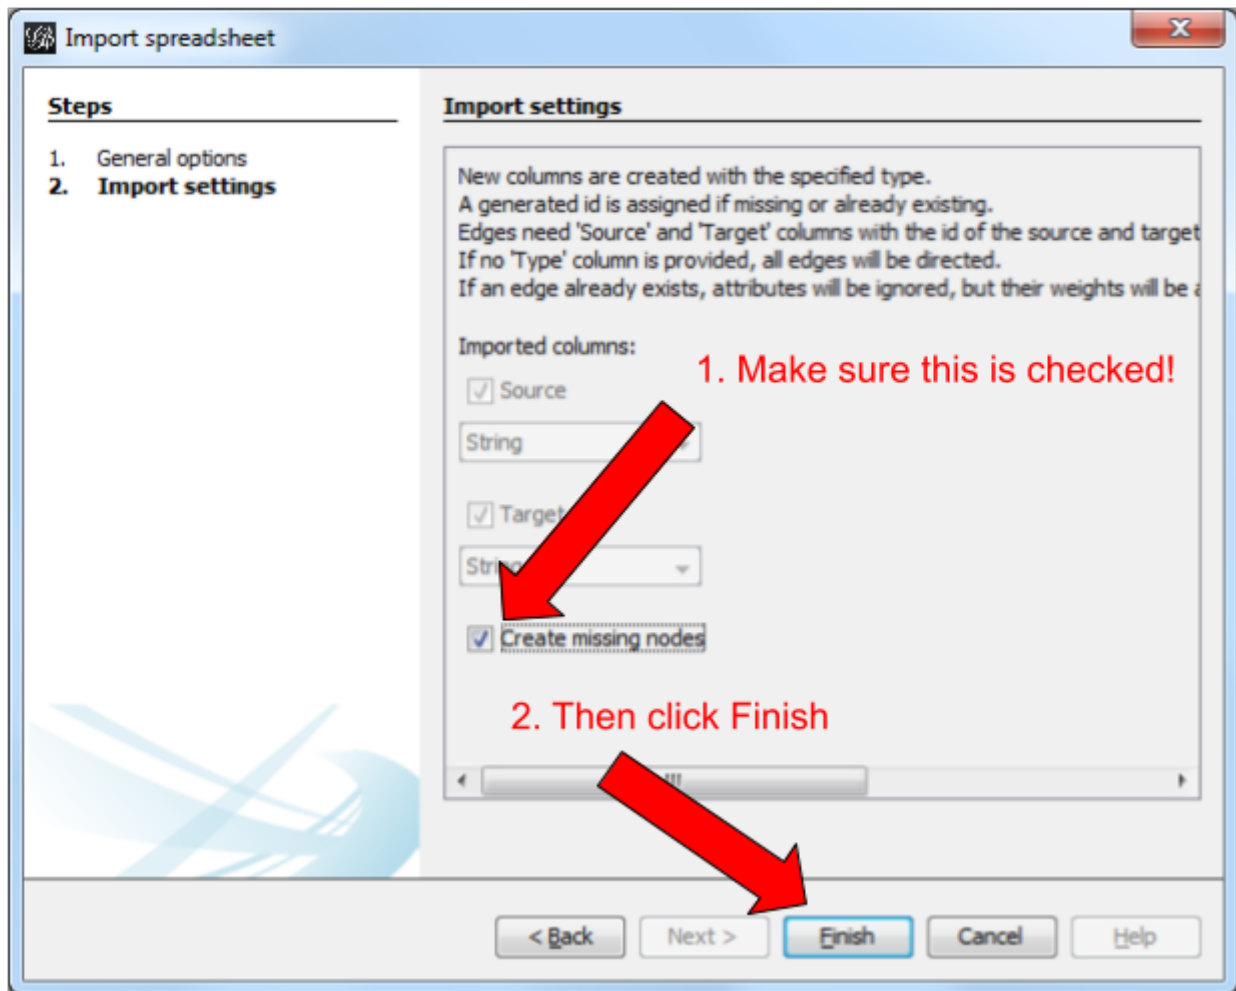 Import spreadsheet
Steps
1. General options
2. Import settings
Import settings
New columns are created with the specified type.
A generated id is assigned if missing or already existing.
Edges need 'Source' and 'Target' columns with the id of the source and target
If no 'Type' column is provided, all edges will be directed.
If an edge already exists, attributes will be ignored, but their weights will be
Imported columns:
1. Make sure this is checked!
Source
String
Target
String
Create missing nodes
2. Then click Finish
< Back
Next >
Finish
Cancel
Help